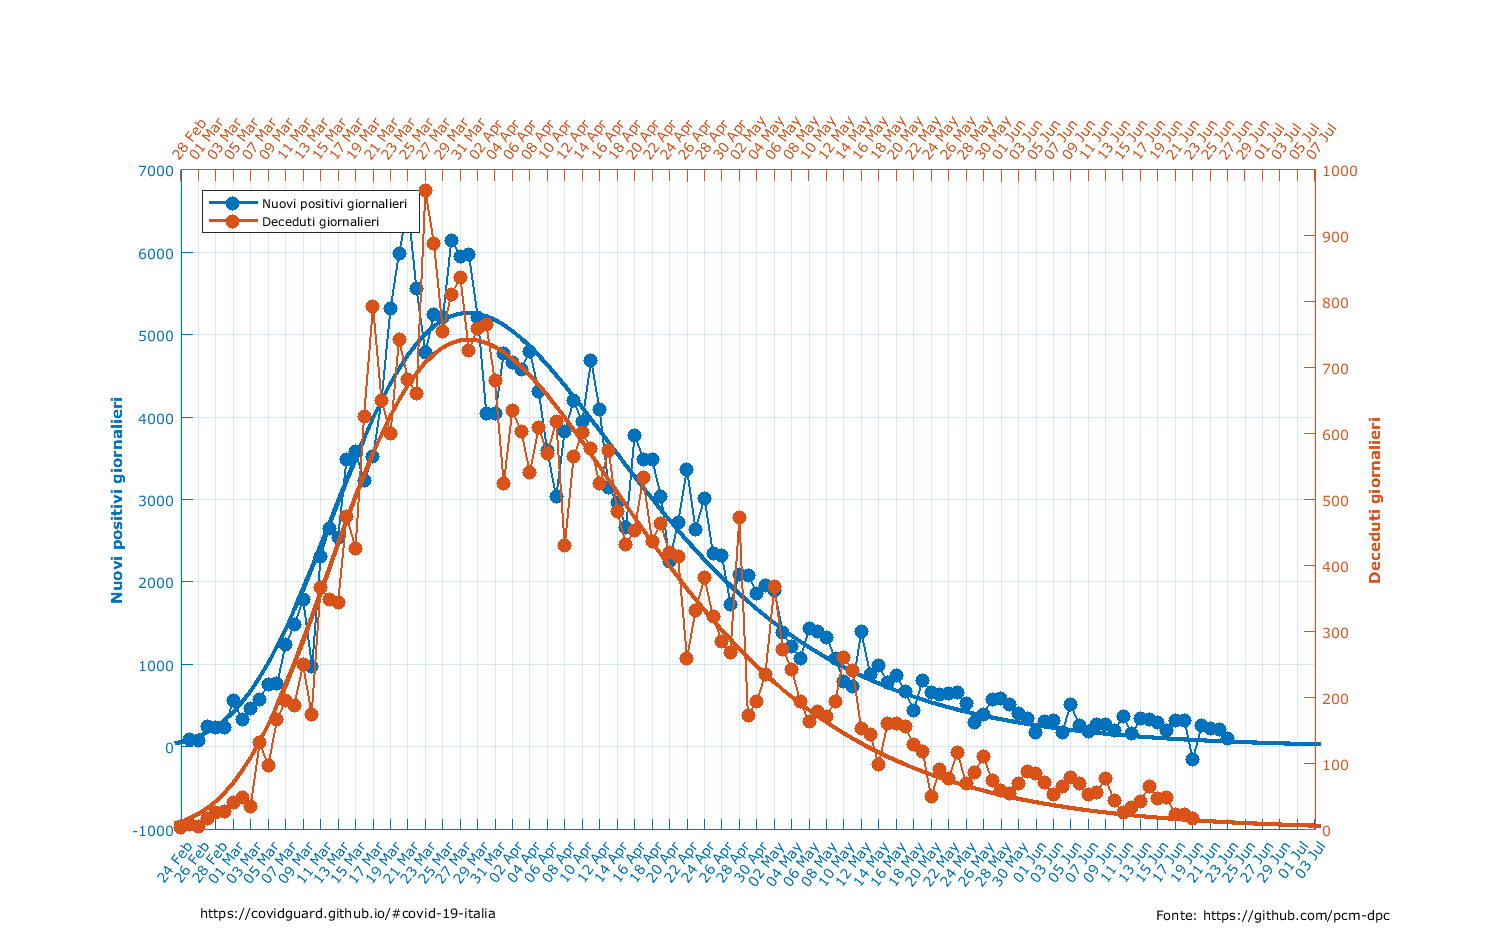 28 Feb
01 Mar
03 Mar
05 Mar
07 Mar
09 Mar
11 Mar
13 Mar
15 Mar
17 Mar
19 Mar
21 Mar
23 Mar
25 Mar
27 Mar
29 Mar
31 Mar
02 Apr
04 Apr
06 Apr
08 Apr
10 Apr
12 Apr
14 Apr
16 Apr
18 Apr
20 Apr
22 Apr
24 Apr
26 Apr
28 Apr
30 Apr
02 May
04 May
06 May
08 May
10 May
12 May
14 May
16 May
18 May
20 May
22 May
24 May
26 May
28 May
30 May
01 Jun
03 Jun
05 Jun
07 Jun
09 Jun
11 Jun
13 Jun
15 Jun
17 Jun
19 Jun
21 Jun
23 Jun
25 Jun
27 Jun
29 Jun
01 Jul
03 Jul
05 Jul
07 Jul
Nuovi positivi giornalieri
Deceduti giornalieri
7000
6000
5000
4000
3000
2000
1000
0
-1000
Nuovi positivi giornalieri
1000
900
800
700
600
500
400
300
200
100
0
Deceduti giornalieri
24 Feb
26 Feb
28 Feb
01 Mar
03 Mar
05 Mar
07 Mar
09 Mar
11 Mar
13 Mar
15 Mar
17 Mar
19 Mar
21 Mar
23 Mar
25 Mar
27 Mar
29 Mar
31 Mar
02 Apr
04 Apr
06 Apr
08 Apr
10 Apr
12 Apr
14 Apr
16 Apr
18 Apr
20 Apr
22 Apr
24 Apr
26 Apr
28 Apr
30 Apr
02 May
04 May
06 May
08 May
10 May
12 May
14 May
16 May
18 May
20 May
22 May
24 May
26 May
28 May
30 May
01 Jun
03 Jun
05 Jun
07 Jun
09 Jun
11 Jun
13 Jun
15 Jun
17 Jun
19 Jun
21 Jun
23 Jun
25 Jun
27 Jun
29 Jun
01 Jul
03 Jul
https://covidguard.github.io/#covid-19-italia
Fonte: https://github.com/pcm-dpc